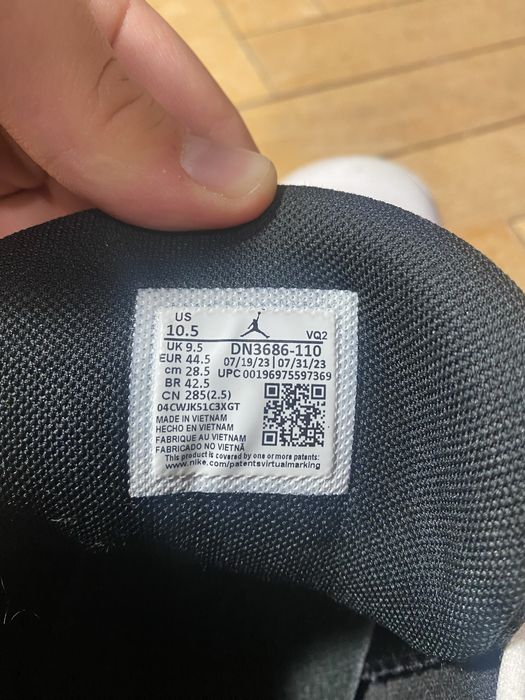 US
10.5
VQ2
UK 9.5
DN3686-110
EUR 44.5
07/19/23 | 07/31/23
cm 28.5
UPC 00196975597369
BR 42.5
CN 285(2.5)
04CWJK51C3XGT
MADE IN VIETNAM
HECHO EN VIETNAM
FABRIQUE AU VIETNAM
FABRICADO NO VIETNÃ
This product is covered by one or more patents:
www.nike.com/patentsvirtualmarking